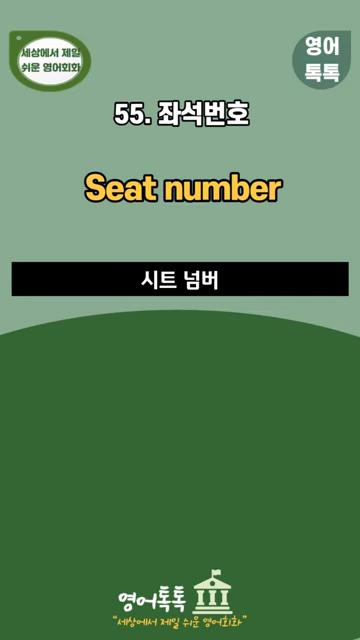 세상에서 제일
쉬운 영어회화
영어
톡톡
55. 좌석번호
Seat number
시트 넘버
영어톡톡
"세상에서 제일 쉬운 영어회화"